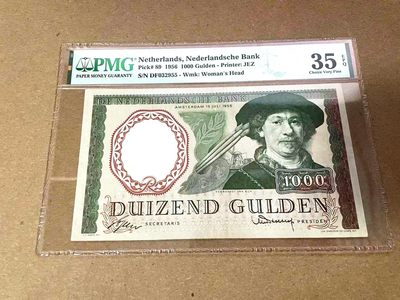 PMG
PAPER MONEY GUARANTY
Netherlands, Nederlandsche Bank
Pick# 89 1956 1000 Gulden - Printer: JEZ
S/N DF032955 - Wmk: Woman's Head
35
EPQ
Choice Very Fine
DE NEDERLANDSCHE BANK
AMSTERDAM 15 JULI 1956
1000
DUIZEND GULDEN
SECRETARIS
PRESIDENT